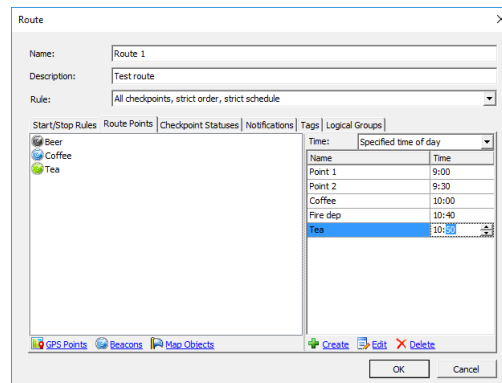 Route
Name: Route 1
Description: Test route
Rule: All checkpoints, strict order, strict schedule
Start/Stop Rules Route Points Checkpoint Statuses Notifications Tags Logical Groups
Beer
Coffee
Tea
Time: Specified time of day
Name Time
Point 1 9:00
Point 2 9:30
Coffee 10:00
Fire dep 10:40
Tea 10:50
GPS Points Beacons Map Objects
Create Edit Delete
OK Cancel